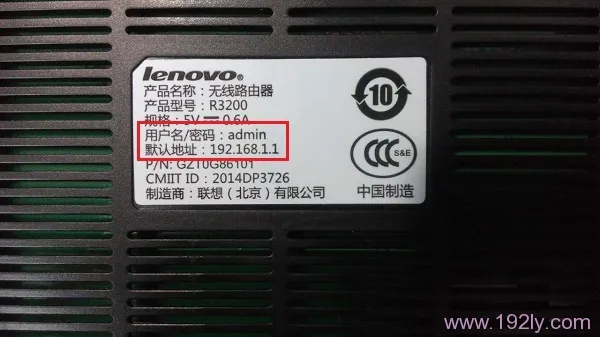 lenovo®
产品名称：无线路由器
产品型号：R3200
规格：5V ⎓ 0.6A
用户名/密码：admin
默认地址：192.168.1.1
P/N: GZT0G86101
CMIIT ID：2014DP3726
制造商：联想（北京）有限公司
10
CCC S&E
中国制造
www.192ly.com